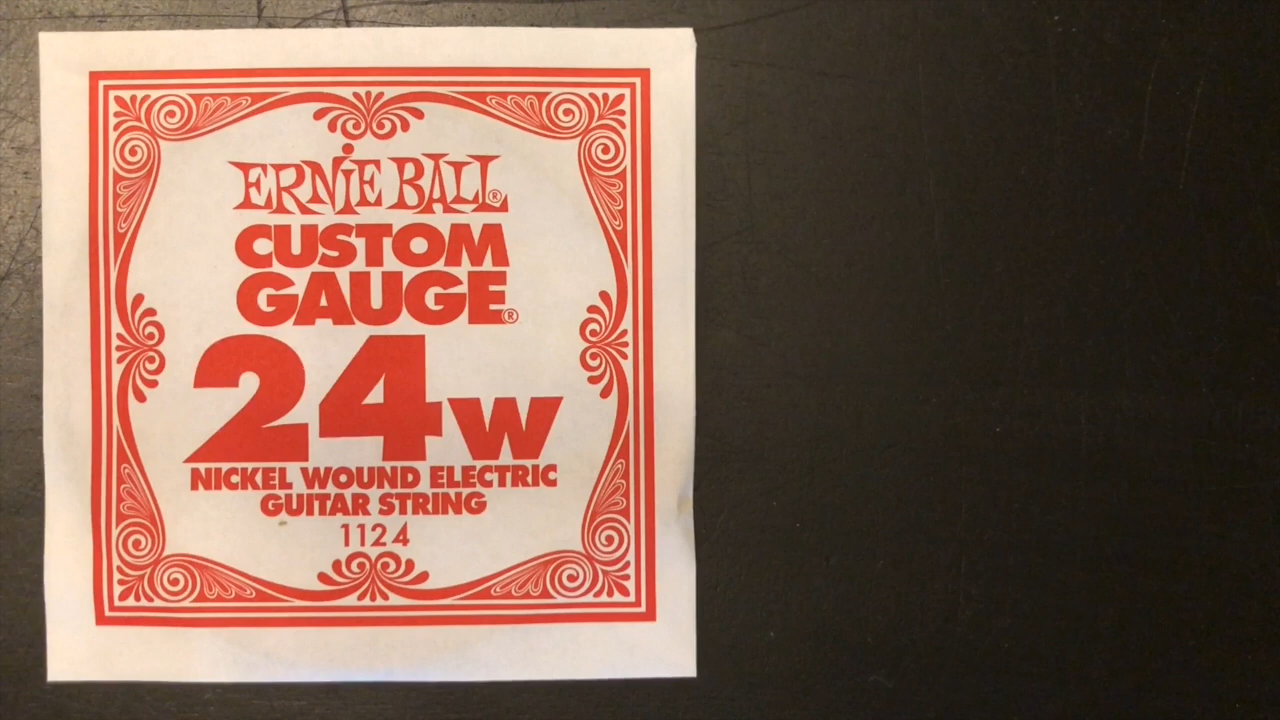 ERNiE BALL®
CUSTOM
GAUGE®
24w
NICKEL WOUND ELECTRIC
GUITAR STRING
1124